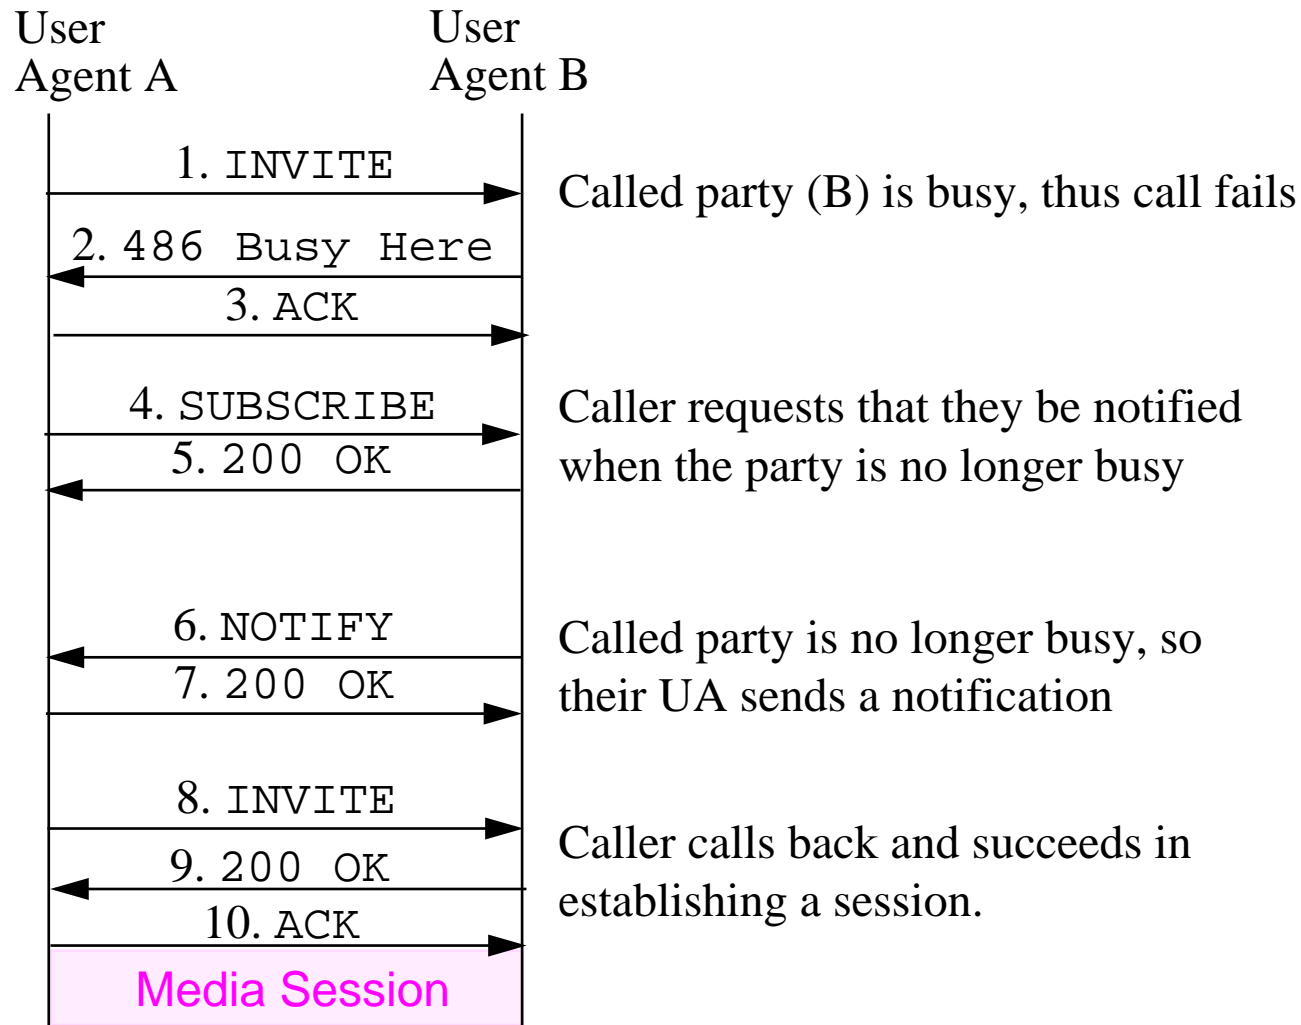 User
Agent A
User
Agent B
1. INVITE
Called party (B) is busy, thus call fails
2. 486 Busy Here
3. ACK
4. SUBSCRIBE
Caller requests that they be notified
when the party is no longer busy
5. 200 OK
6. NOTIFY
Called party is no longer busy, so
their UA sends a notification
7. 200 OK
8. INVITE
Caller calls back and succeeds in
establishing a session.
9. 200 OK
10. ACK
Media Session